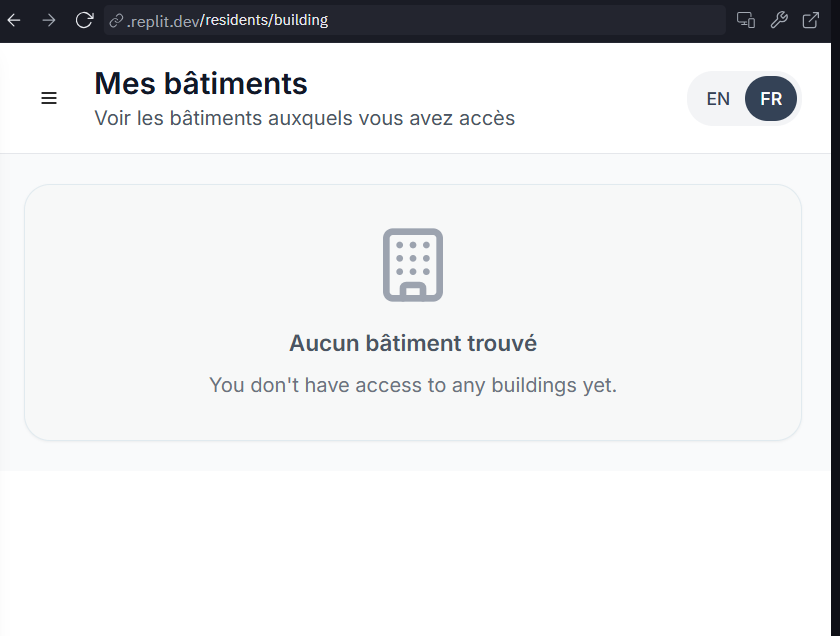 .replit.dev/residents/building
Mes bâtiments
Voir les bâtiments auxquels vous avez accès
EN FR
Aucun bâtiment trouvé
You don't have access to any buildings yet.